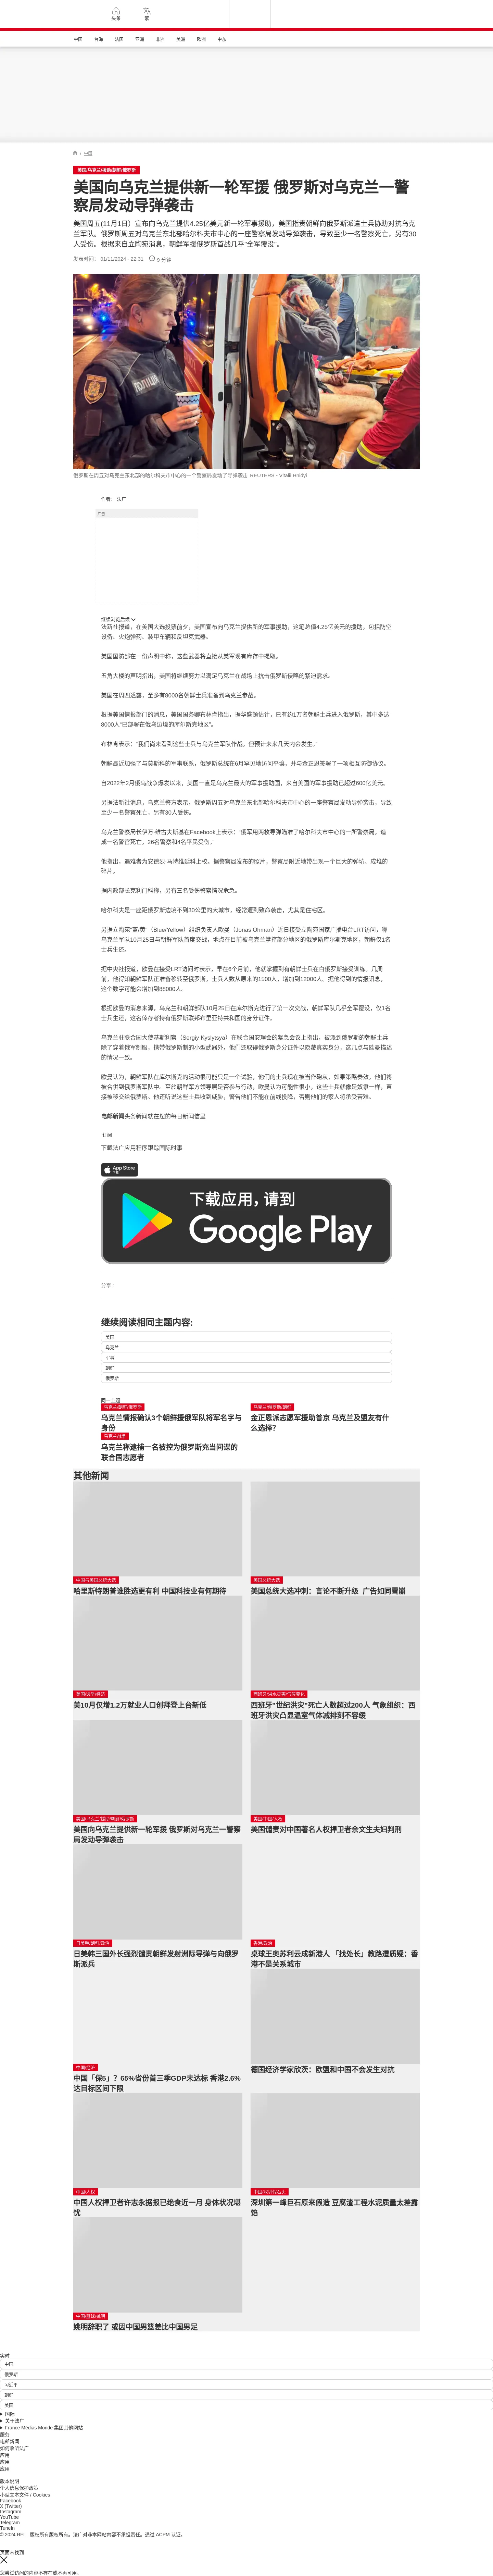 头条
繁
中国
台海
法国
亚洲
非洲
美洲
欧洲
中东
/ 中国
美国/乌克兰/援助/朝鲜/俄罗斯
美国向乌克兰提供新一轮军援 俄罗斯对乌克兰一警
察局发动导弹袭击
美国周五(11月1日）宣布向乌克兰提供4.25亿美元新一轮军事援助，美国指责朝鲜向俄罗斯派遣士兵协助对抗乌克
兰军队。俄罗斯周五对乌克兰东北部哈尔科夫市中心的一座警察局发动导弹袭击，导致至少一名警察死亡，另有30
人受伤。根据来自立陶宛消息，朝鲜军援俄罗斯首战几乎"全军覆没"。
发表时间： 01/11/2024 - 22:31
9 分钟
俄罗斯在周五对乌克兰东北部的哈尔科夫市中心的一个警察局发动了导弹袭击. REUTERS - Vitalii Hnidyi
作者： 法广
广告
继续浏览后续
法新社报道，在美国大选投票前夕，美国宣布向乌克兰提供新的军事援助，这笔总值4.25亿美元的援助，包括防空
设备、火炮弹药、装甲车辆和反坦克武器。
美国国防部在一份声明中称，这些武器将直接从美军现有库存中提取。
五角大楼的声明指出，美国将继续努力以满足乌克兰在战场上抗击俄罗斯侵略的紧迫需求。
美国在周四透露，至多有8000名朝鲜士兵准备到乌克兰参战。
根据美国情报部门的消息，美国国务卿布林肯指出，据华盛顿估计，已有约1万名朝鲜士兵进入俄罗斯，其中多达
8000人“已部署在俄乌边境的库尔斯克地区”。
布林肯表示：“我们尚未看到这些士兵与乌克兰军队作战，但预计未来几天内会发生。”
朝鲜最近加强了与莫斯科的军事联系，俄罗斯总统在6月罕见地访问平壤，并与金正恩签署了一项相互防御协议。
自2022年2月俄乌战争爆发以来，美国一直是乌克兰最大的军事援助国，来自美国的军事援助已超过600亿美元。
另据法新社消息，乌克兰警方表示，俄罗斯周五对乌克兰东北部哈尔科夫市中心的一座警察局发动导弹袭击，导致
至少一名警察死亡，另有30人受伤。
乌克兰警察局长伊万·维古夫斯基在Facebook上表示：“俄军用两枚导弹瞄准了哈尔科夫市中心的一所警察局，造
成一名警官死亡，26名警察和4名平民受伤。”
他指出，遇难者为安德烈·马特维延科上校。据警察局发布的照片，警察局附近地带出现一个巨大的弹坑、成堆的
碎片。
据内政部长克利门科称，另有三名受伤警察情况危急。
哈尔科夫是一座距俄罗斯边境不到30公里的大城市，经常遭到致命袭击，尤其是住宅区。
另据立陶宛"蓝/黄"（Blue/Yellow）组织负责人欧曼（Jonas Ohman）近日接受立陶宛国家广播电台LRT访问，称
乌克兰军队10月25日与朝鲜军队首度交战，地点在目前被乌克兰掌控部分地区的俄罗斯库尔斯克地区，朝鲜仅1名
士兵生还。
据中央社报道，欧曼在接受LRT访问时表示，早在6个月前，他就掌握到有朝鲜士兵在白俄罗斯接受训练。几周
前，他得知朝鲜军队正准备移转至俄罗斯，士兵人数从原来的1500人，增加到12000人。据他得到的情报讯息，
这个数字可能会增加到88000人。
根据欧曼的消息来源，乌克兰和朝鲜部队10月25日在库尔斯克进行了第一次交战，朝鲜军队几乎全军覆没，仅1名
士兵生还，这名倖存者持有俄罗斯联邦布里亚特共和国的身分证件。
乌克兰驻联合国大使基斯利察（Sergiy Kyslytsya）在联合国安理会的紧急会议上指出，被派到俄罗斯的朝鲜士兵
除了穿着俄军制服，携带俄罗斯制的小型武器外，他们还取得俄罗斯身分证件以隐藏真实身分，这几点与欧曼描述
的情况一致。
欧曼认为，朝鲜军队在库尔斯克的活动很可能只是一个试验，他们的士兵现在被当作砲灰，如果策略奏效，他们将
被合併到俄罗斯军队中。至於朝鲜军方领导层是否参与行动，欧曼认为可能性很小，这些士兵就像是奴隶一样，直
接被移交给俄罗斯。他还听说这些士兵收到威胁，警告他们不能在前线投降，否则他们的家人将承受苦难。
电邮新闻头条新闻就在您的每日新闻信里
订阅
下载法广应用程序跟踪国际时事
App Store
下载
下载应用，请到
Google Play
分享 :
继续阅读相同主题内容:
美国
乌克兰
军事
朝鲜
俄罗斯
同一主题
乌克兰/朝鲜/俄罗斯
乌克兰情报确认3个朝鲜援俄军队将军名字与
身份
乌克兰/俄罗斯/朝鲜
金正恩派志愿军援助普京 乌克兰及盟友有什
么选择？
乌克兰战争
乌克兰称逮捕一名被控为俄罗斯充当间谍的
联合国志愿者
其他新闻
中国与美国总统大选
哈里斯特朗普谁胜选更有利 中国科技业有何期待
美国总统大选
美国总统大选冲刺：言论不断升级 广告如同雪崩
美国/选举/经济
美10月仅增1.2万就业人口创拜登上台新低
西班牙/洪水灾害/气候变化
西班牙"世纪洪灾"死亡人数超过200人 气象组织：西
班牙洪灾凸显温室气体减排刻不容缓
美国/乌克兰/援助/朝鲜/俄罗斯
美国向乌克兰提供新一轮军援 俄罗斯对乌克兰一警察
局发动导弹袭击
美国/中国/人权
美国谴责对中国著名人权捍卫者余文生夫妇判刑
日美韩/朝鲜/政治
日美韩三国外长强烈谴责朝鲜发射洲际导弹与向俄罗
斯派兵
香港/政治
桌球王奥苏利云成新港人 「找处长」教路遭质疑：香
港不是关系城市
中国/经济
中国「保5」？65%省份首三季GDP未达标 香港2.6%
达目标区间下限
德国经济学家欣茨：欧盟和中国不会发生对抗
中国/人权
中国人权捍卫者许志永据报已绝食近一月 身体状况堪
忧
中国/深圳假石头
深圳第一峰巨石原来假造 豆腐渣工程水泥质量太差露
馅
中国/篮球/姚明
姚明辞职了 或因中国男篮差比中国男足
实时
中国
俄罗斯
习近平
朝鲜
美国
国际
关于法广
France Médias Monde 集团其他网站
服务
电邮新闻
如何收听法广
应用
应用
应用
版本说明
个人信息保护政策
小型文本文件 / Cookies
Facebook
X (Twitter)
Instagram
YouTube
Telegram
TuneIn
© 2024 RFI – 版权所有版权所有。法广对非本网站内容不承担责任。通过 ACPM 认证。
页面未找到
您尝试访问的内容不存在或不再可用。